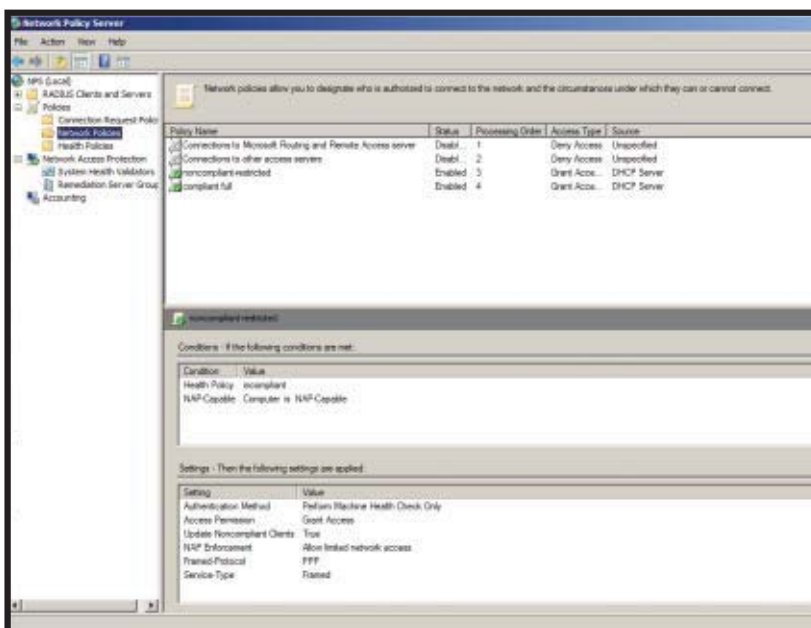 Network Policy Server
File Action View Help
NPS (Local)
RADIUS Clients and Servers
Policies
Connection Request Polici
Network Policies
Health Policies
Network Access Protection
System Health Validators
Remediation Server Group
Accounting
Network policies allow you to designate who is authorized to connect to the network and the circumstances under which they can or cannot connect.
Policy Name Status Processing Order Access Type Source
Connections to Microsoft Routing and Remote Access server Disabl... 1 Deny Access Unspecified
Connections to other access servers Disabl... 2 Deny Access Unspecified
noncompliant-restricted Enabled 3 Grant Acce... DHCP Server
compliant full Enabled 4 Grant Acce... DHCP Server
noncompliant-restricted
Conditions - If the following conditions are met:
Condition Value
Health Policy incompliant
NAP-Capable Computer is NAP-Capable
Settings - Then the following settings are applied:
Setting Value
Authentication Method Perform Machine Health Check Only
Access Permission Grant Access
Update Noncompliant Clients True
NAP Enforcement Allow limited network access
Framed-Protocol PPP
Service-Type Framed